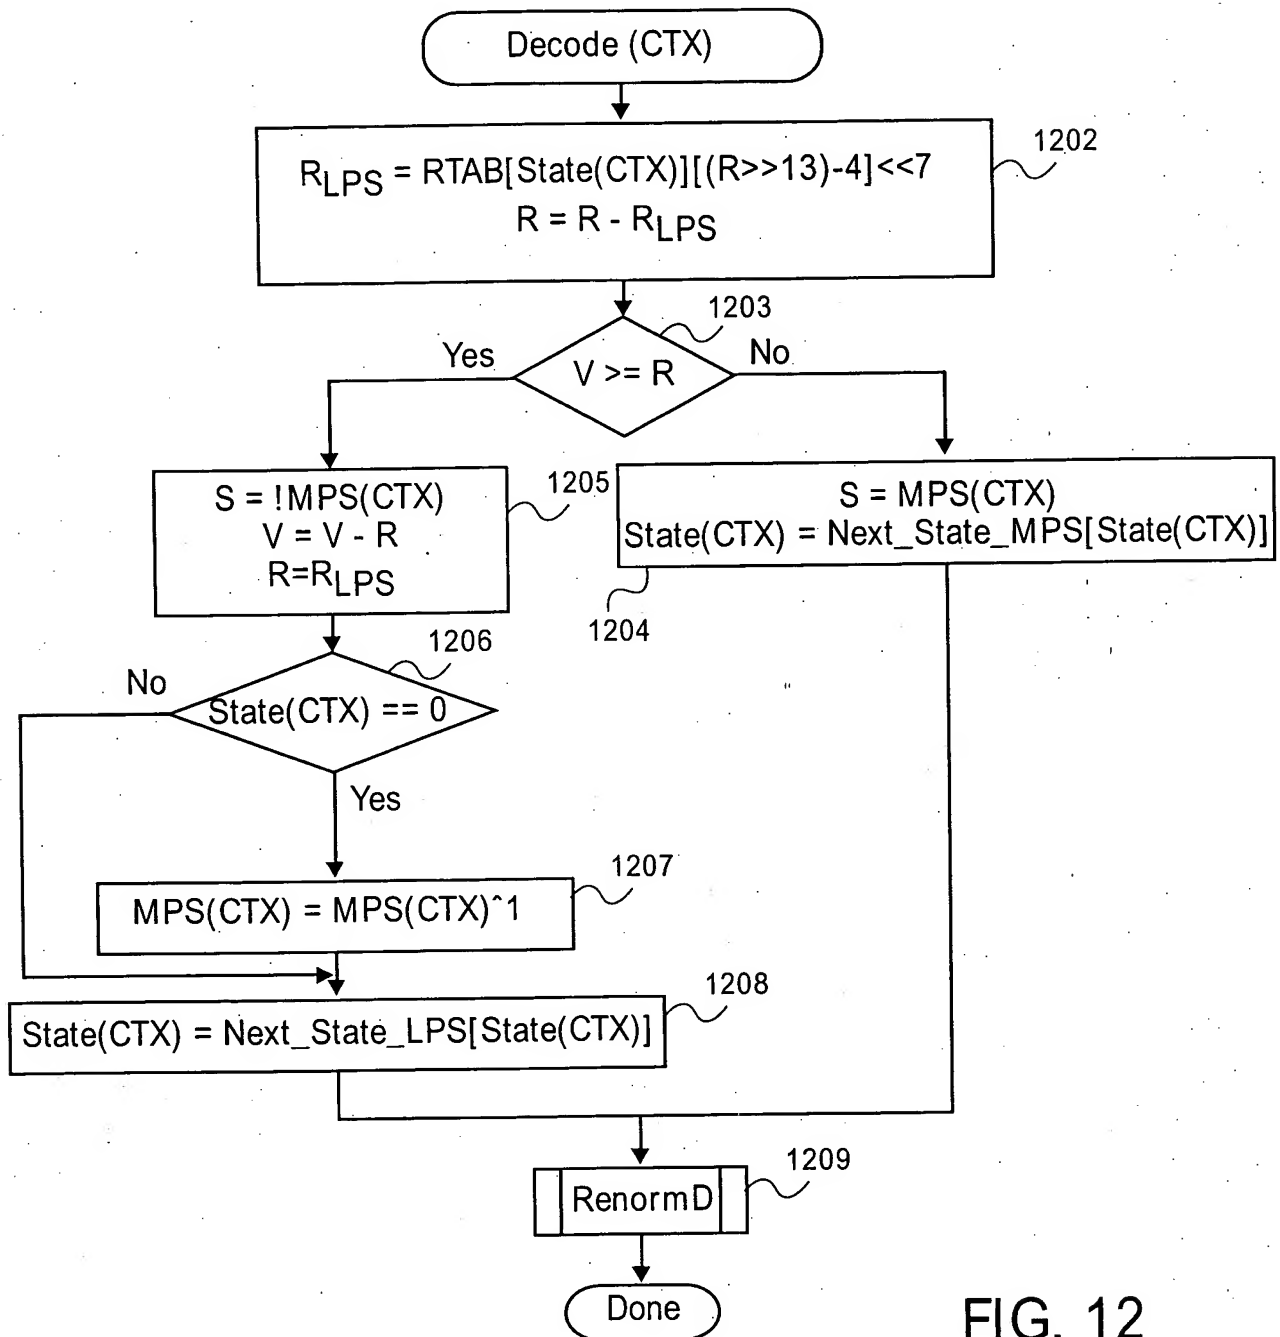 Decode (CTX)
RLPS = RTAB[State(CTX)][(R>>13)-4]<<7
R = R - RLPS
1202
1203
Yes
No
V >= R
S = !MPS(CTX)
V = V - R
R=RLPS
1205
S = MPS(CTX)
State(CTX) = Next_State_MPS[State(CTX)]
1204
1206
No
State(CTX) == 0
Yes
1207
MPS(CTX) = MPS(CTX)^1
1208
State(CTX) = Next_State_LPS[State(CTX)]
1209
RenormD
Done
FIG. 12